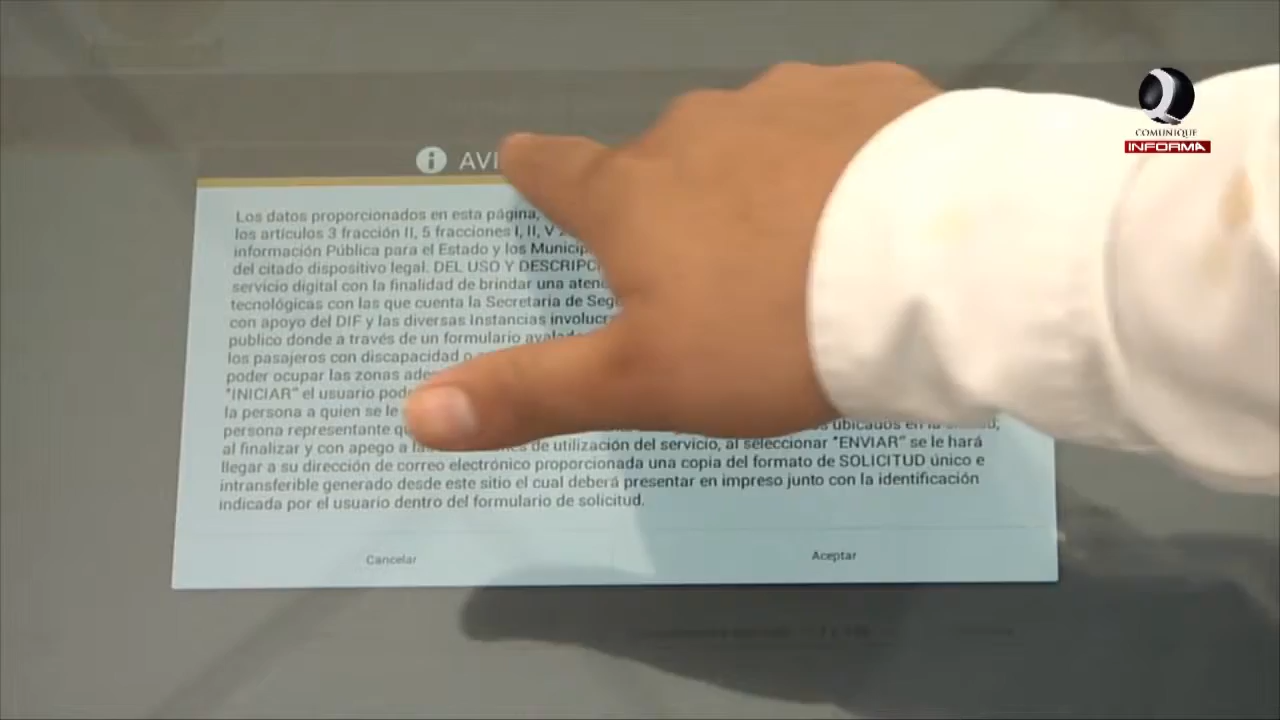 COMUNIQUE
INFORMA
AVI
Los datos proporcionados en esta página,
los artículos 3 fracción II, 5 fracciones I, II, V
información Pública para el Estado y los Municip
del citado dispositivo legal. DEL USO Y DESCRIPC
servicio digital con la finalidad de brindar una atenc
tecnológicas con las que cuenta la Secretaria de Seg
con apoyo del DIF y las diversas Instancias involucr
publico donde a través de un formulario avalado
los pasajeros con discapacidad o
poder ocupar las zonas ade
"INICIAR" el usuario pod
la persona a quien se le
persona representante qu ubicados en la
al finalizar y con apego a de utilización del servicio, al seleccionar "ENVIAR" se le hará
llegar a su dirección de correo electrónico proporcionada una copia del formato de SOLICITUD único e
intransferible generado desde este sitio el cual deberá presentar en impreso junto con la identificación
indicada por el usuario dentro del formulario de solicitud.
Cancelar
Aceptar